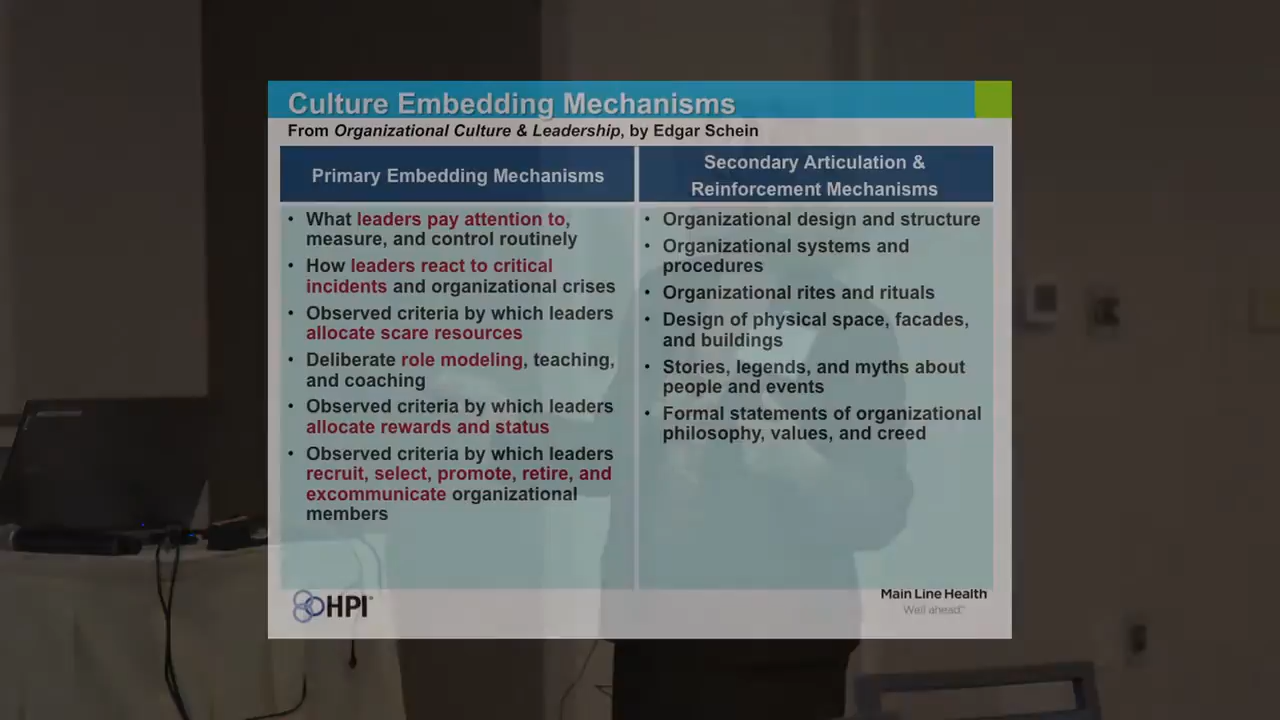 Culture Embedding Mechanisms
From Organizational Culture & Leadership, by Edgar Schein
Primary Embedding Mechanisms
• What leaders pay attention to,
measure, and control routinely
• How leaders react to critical
incidents and organizational crises
• Observed criteria by which leaders
allocate scare resources
• Deliberate role modeling, teaching,
and coaching
• Observed criteria by which leaders
allocate rewards and status
• Observed criteria by which leaders
recruit, select, promote, retire, and
excommunicate organizational
members
Secondary Articulation &
Reinforcement Mechanisms
• Organizational design and structure
• Organizational systems and
procedures
• Organizational rites and rituals
• Design of physical space, facades,
and buildings
• Stories, legends, and myths about
people and events
• Formal statements of organizational
philosophy, values, and creed
HPI
Main Line Health
Well ahead.